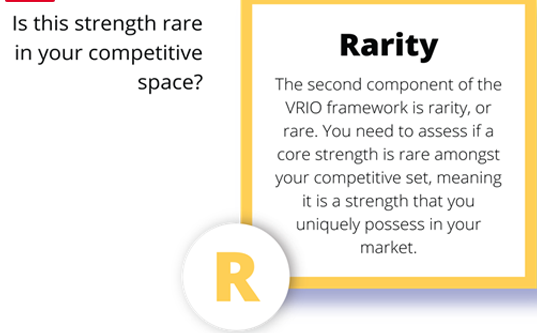 Is this strength rare
in your competitive
space?
Rarity
The second component of the
VRIO framework is rarity, or
rare. You need to assess if a
core strength is rare amongst
your competitive set, meaning
it is a strength that you
uniquely possess in your
market.
R